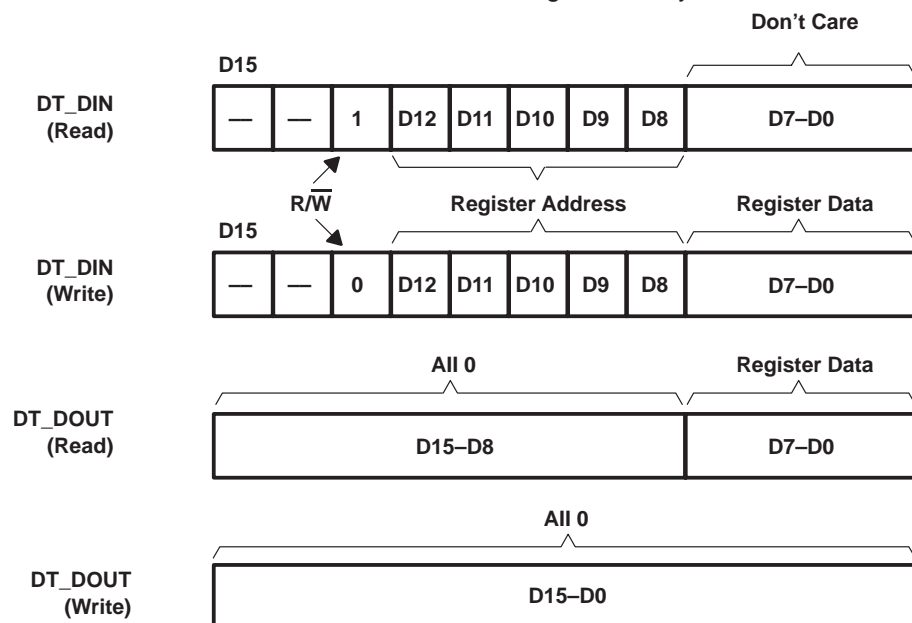 Don't Care
D15
DT_DIN
(Read)
–– –– 1 D12 D11 D10 D9 D8 D7–D0
R/W̅
Register Address Register Data
D15
DT_DIN
(Write)
–– –– 0 D12 D11 D10 D9 D8 D7–D0
All 0 Register Data
DT_DOUT
(Read)
D15–D8 D7–D0
All 0
DT_DOUT
(Write)
D15–D0